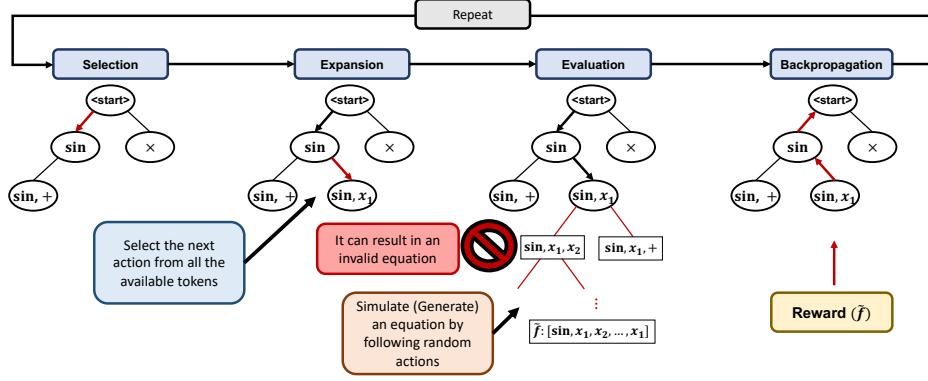 Repeat
Selection
Expansion
Evaluation
Backpropagation
<start>
sin
×
sin, +
<start>
sin
×
sin, +
sin, x₁
<start>
sin
×
sin, +
sin, x₁
<start>
sin
×
sin, +
sin, x₁
Select the next
action from all the
available tokens
It can result in an
invalid equation
sin, x₁, x₂
sin, x₁, +
Simulate (Generate)
an equation by
following random
actions
⋮
f̃: [sin, x₁, x₂, …, x₁]
Reward (f̃)